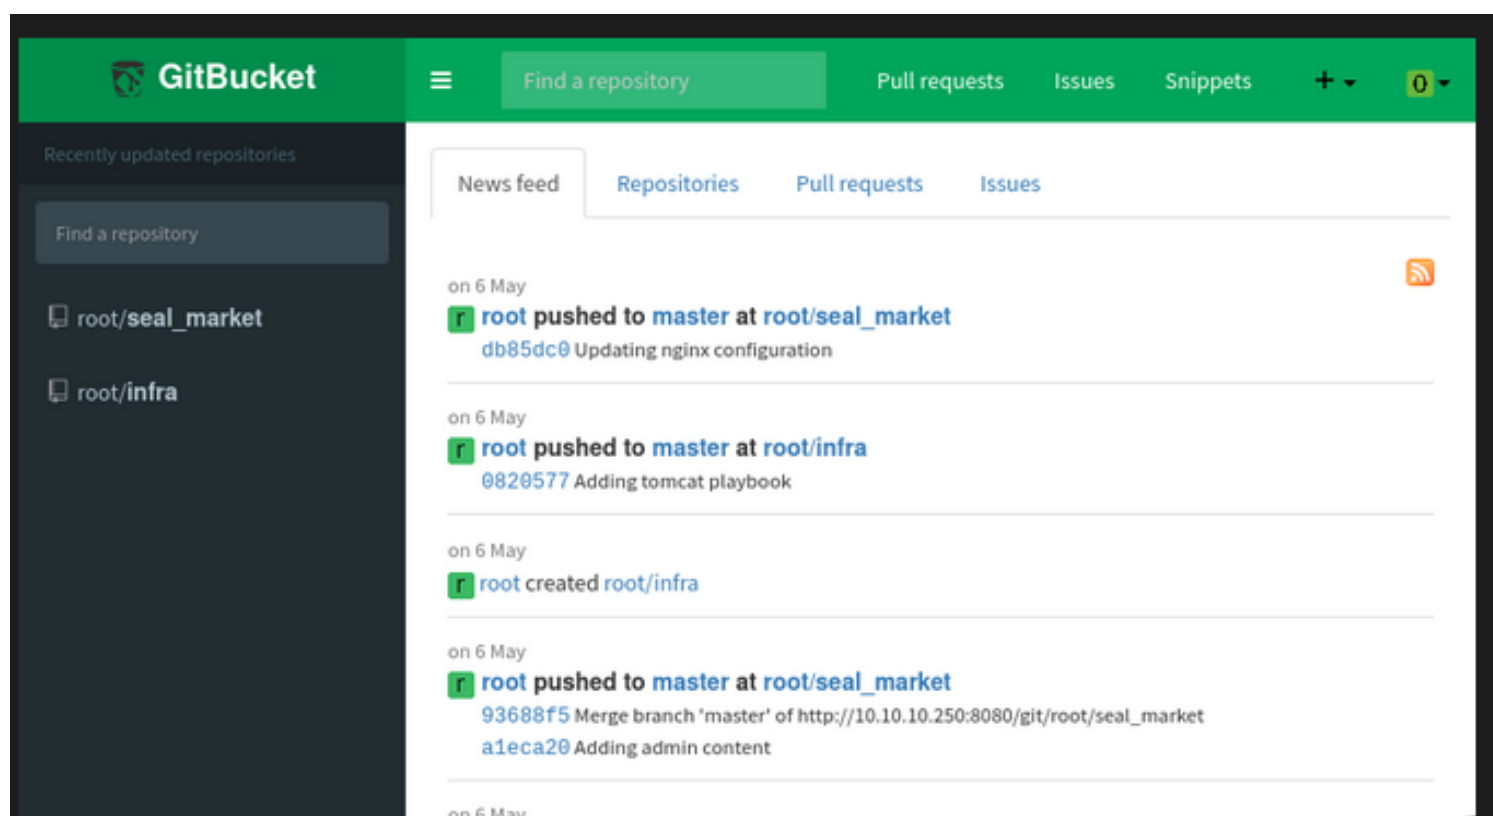 GitBucket
Find a repository
Pull requests
Issues
Snippets
+
0
Recently updated repositories
Find a repository
root/seal_market
root/infra
News feed
Repositories
Pull requests
Issues
on 6 May
r root pushed to master at root/seal_market
db85dc0 Updating nginx configuration
on 6 May
r root pushed to master at root/infra
0820577 Adding tomcat playbook
on 6 May
r root created root/infra
on 6 May
r root pushed to master at root/seal_market
93688f5 Merge branch 'master' of http://10.10.10.250:8080/git/root/seal_market
a1eca20 Adding admin content
on 6 May